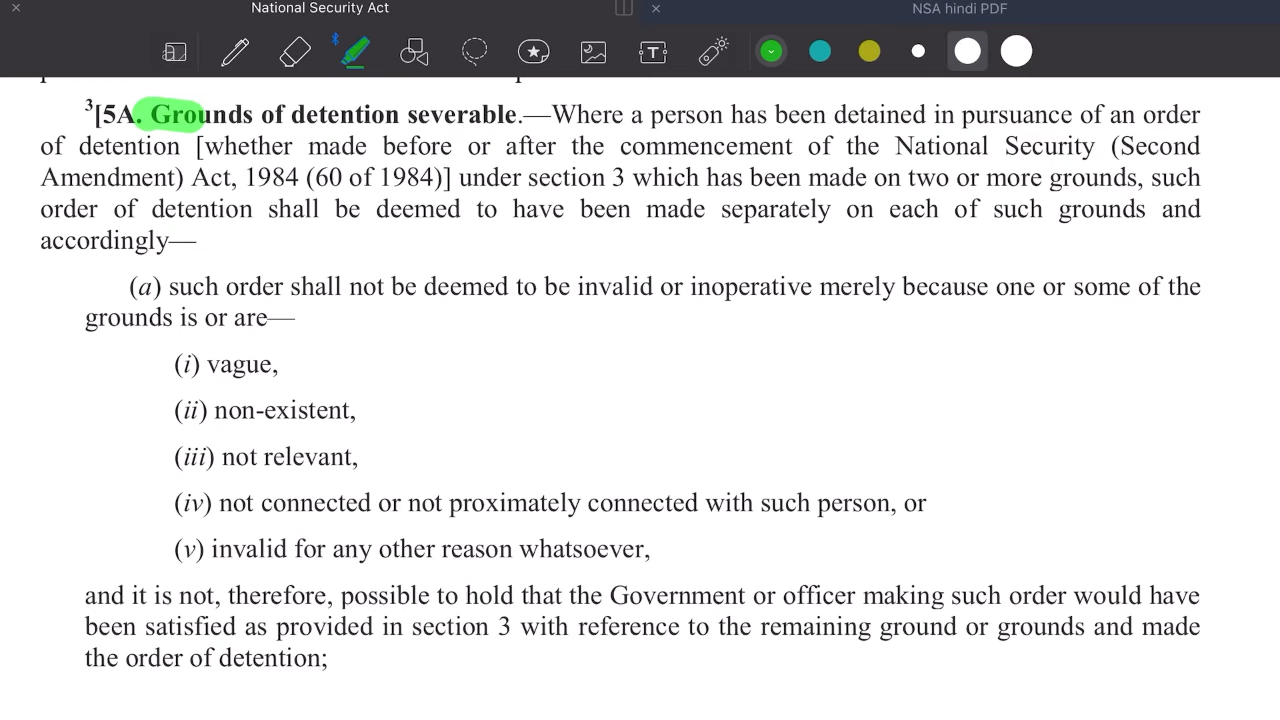 National Security Act
NSA hindi PDF
3[5A. Grounds of detention severable.—Where a person has been detained in pursuance of an order
of detention [whether made before or after the commencement of the National Security (Second
Amendment) Act, 1984 (60 of 1984)] under section 3 which has been made on two or more grounds, such
order of detention shall be deemed to have been made separately on each of such grounds and
accordingly—
(a) such order shall not be deemed to be invalid or inoperative merely because one or some of the
grounds is or are—
(i) vague,
(ii) non-existent,
(iii) not relevant,
(iv) not connected or not proximately connected with such person, or
(v) invalid for any other reason whatsoever,
and it is not, therefore, possible to hold that the Government or officer making such order would have
been satisfied as provided in section 3 with reference to the remaining ground or grounds and made
the order of detention;